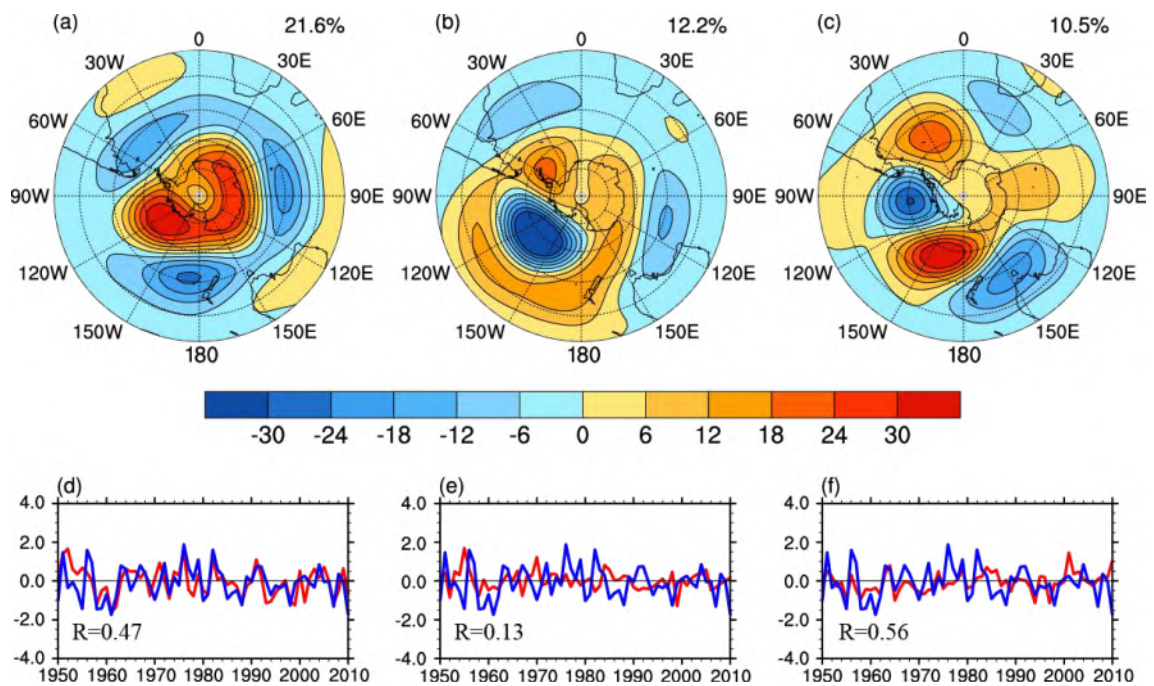 (a) 21.6% (b) 12.2% (c) 10.5%
0 0 0
30W 30E 30W 30E 30W 30E
60W 60E 60W 60E 60W 60E
90W 90E 90W 90E 90W 90E
120W 120E 120W 120E 120W 120E
150W 150E 150W 150E 150W 150E
180 180 180
-30 -24 -18 -12 -6 0 6 12 18 24 30
(d) (e) (f)
4.0 4.0 4.0
2.0 2.0 2.0
0.0 0.0 0.0
-2.0 -2.0 -2.0
R=0.47 R=0.13 R=0.56
-4.0 -4.0 -4.0
1950 1960 1970 1980 1990 2000 2010 1950 1960 1970 1980 1990 2000 2010 1950 1960 1970 1980 1990 2000 2010